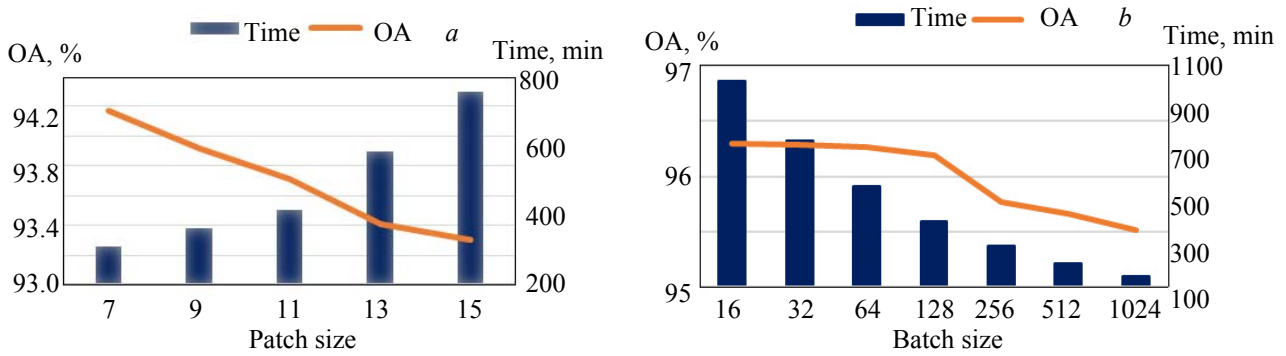 Time OA a
OA, %
Time, min
94.2
93.8
93.4
93.0
800
600
400
200
7 9 11 13 15
Patch size
Time OA b
OA, %
Time, min
97
96
95
1100
900
700
500
300
100
16 32 64 128 256 512 1024
Batch size